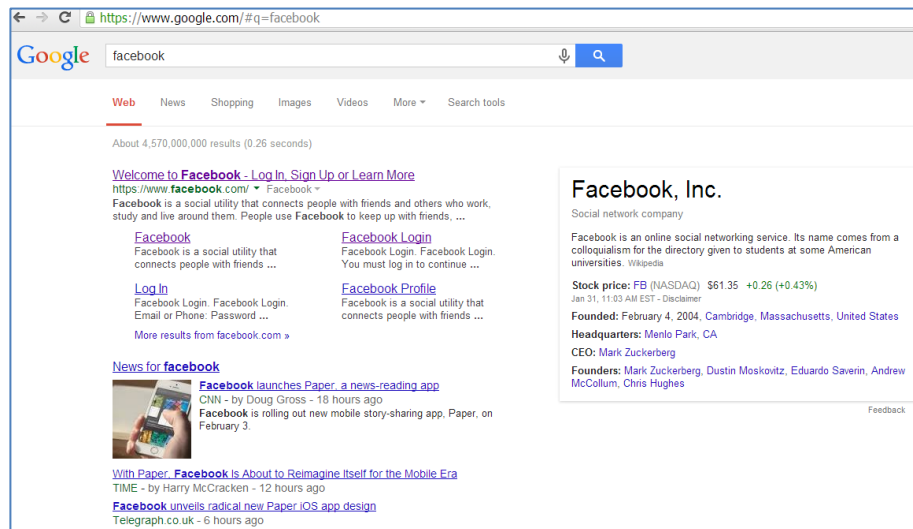 https://www.google.com/#q=facebook
Google
facebook
Web News Shopping Images Videos More Search tools
About 4,570,000,000 results (0.26 seconds)
Welcome to Facebook - Log In, Sign Up or Learn More
https://www.facebook.com/ Facebook
Facebook is a social utility that connects people with friends and others who work,
study and live around them. People use Facebook to keep up with friends, ...
Facebook
Facebook is a social utility that
connects people with friends ...
Facebook Login
Facebook Login. Facebook Login.
You must log in to continue ...
Log In
Facebook Login. Facebook Login.
Email or Phone: Password ...
Facebook Profile
Facebook is a social utility that
connects people with friends ...
More results from facebook.com »
News for facebook
Facebook launches Paper, a news-reading app
CNN - by Doug Gross - 18 hours ago
Facebook is rolling out new mobile story-sharing app, Paper, on
February 3.
With Paper, Facebook Is About to Reimagine Itself for the Mobile Era
TIME - by Harry McCracken - 12 hours ago
Facebook unveils radical new Paper iOS app design
Telegraph.co.uk - 6 hours ago
Facebook, Inc.
Social network company
Facebook is an online social networking service. Its name comes from a
colloquialism for the directory given to students at some American
universities. Wikipedia
Stock price: FB (NASDAQ) $61.35 +0.26 (+0.43%)
Jan 31, 11:03 AM EST - Disclaimer
Founded: February 4, 2004, Cambridge, Massachusetts, United States
Headquarters: Menlo Park, CA
CEO: Mark Zuckerberg
Founders: Mark Zuckerberg, Dustin Moskovitz, Eduardo Saverin, Andrew
McCollum, Chris Hughes
Feedback